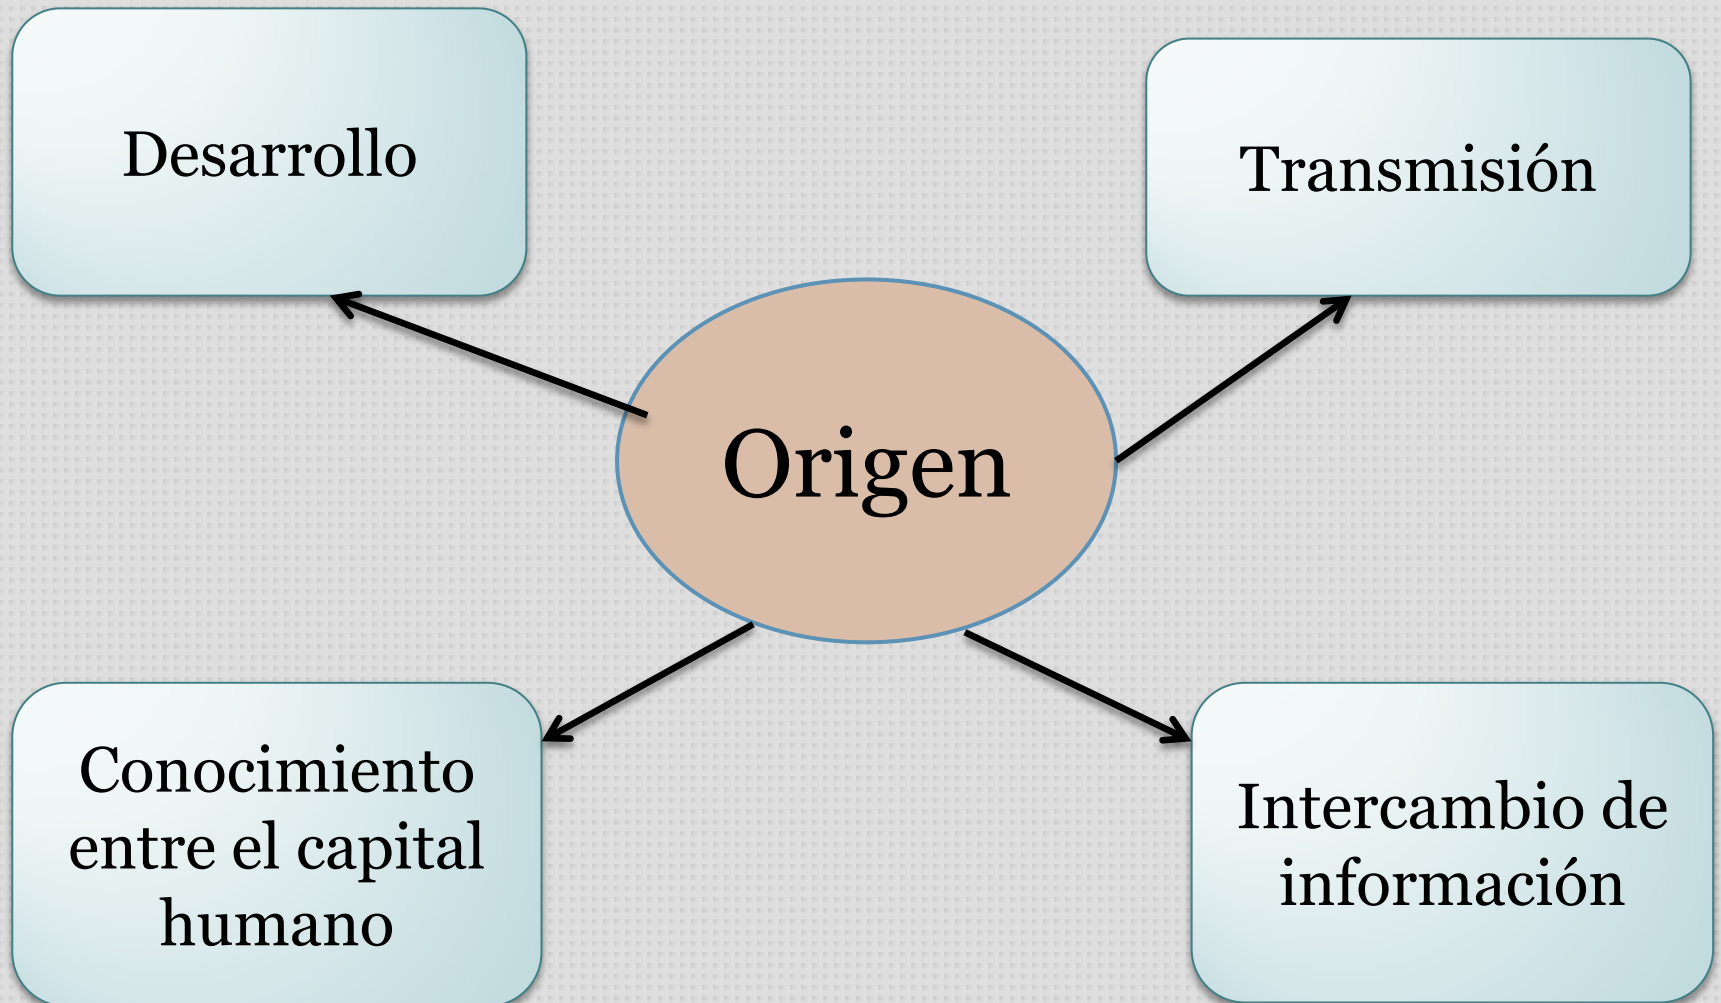 Desarrollo
Transmisión
Origen
Conocimiento
entre el capital
humano
Intercambio de
información